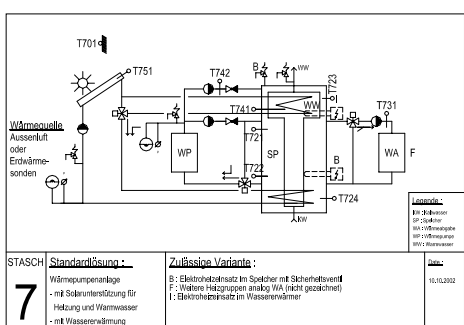 T701
T751
T742
B
WW
T723
I
T741
WW
T731
T721
Wärmequelle
Aussenluft
oder
Erdwärme-
sonden
WP
SP
WA
F
T722
B
T724
KW
Legende :
KW : Kaltwasser
SP : Speicher
WA : Wärmeabgabe
WP : Wärmepumpe
WW : Warmwasser
STASCH
7
Standardlösung :
Wärmepumpenanlage
- mit Solarunterstützung für
Heizung und Warmwasser
- mit Wassererwärmung
Zulässige Variante :
B : Elektroheizeinsatz im Speicher mit Sicherheitsventil
F : Weitere Heizgruppen analog WA (nicht gezeichnet)
I : Elektroheizeinsatz im Wassererwärmer
Date :
10.10.2002